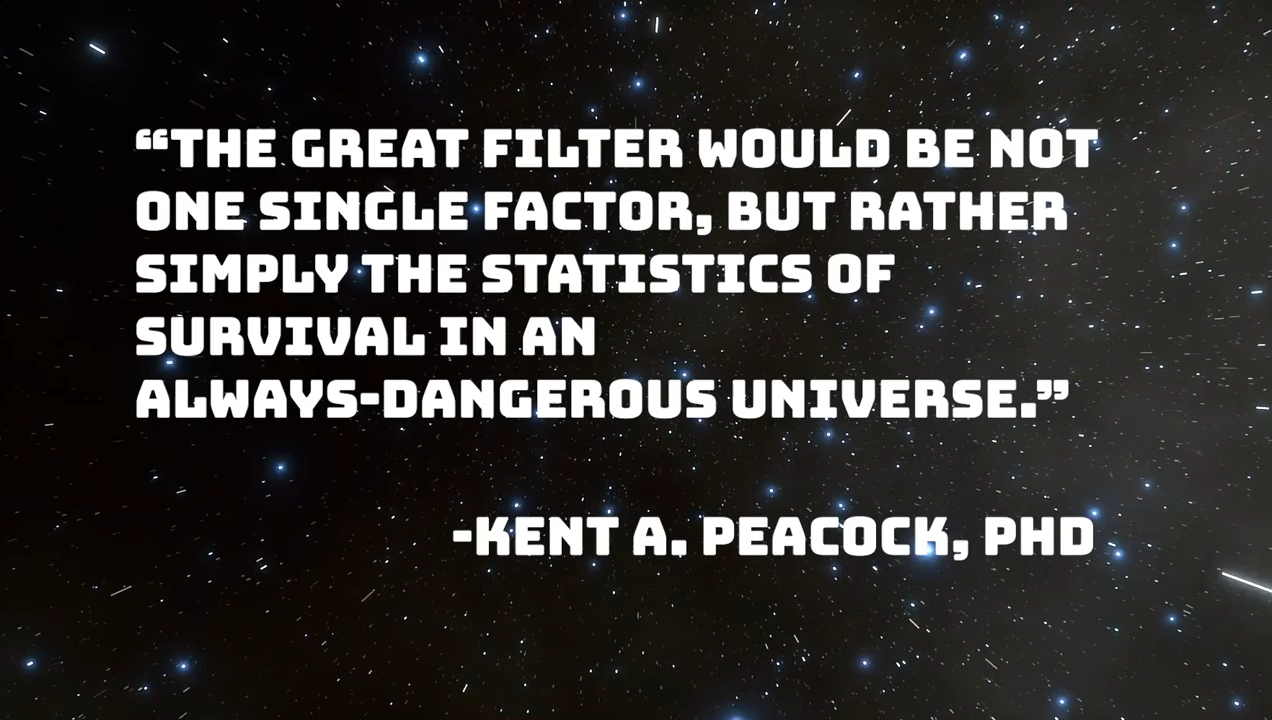 “THE GREAT FILTER WOULD BE NOT
ONE SINGLE FACTOR, BUT RATHER
SIMPLY THE STATISTICS OF
SURVIVAL IN AN
ALWAYS-DANGEROUS UNIVERSE.”
-KENT A. PEACOCK, PHD